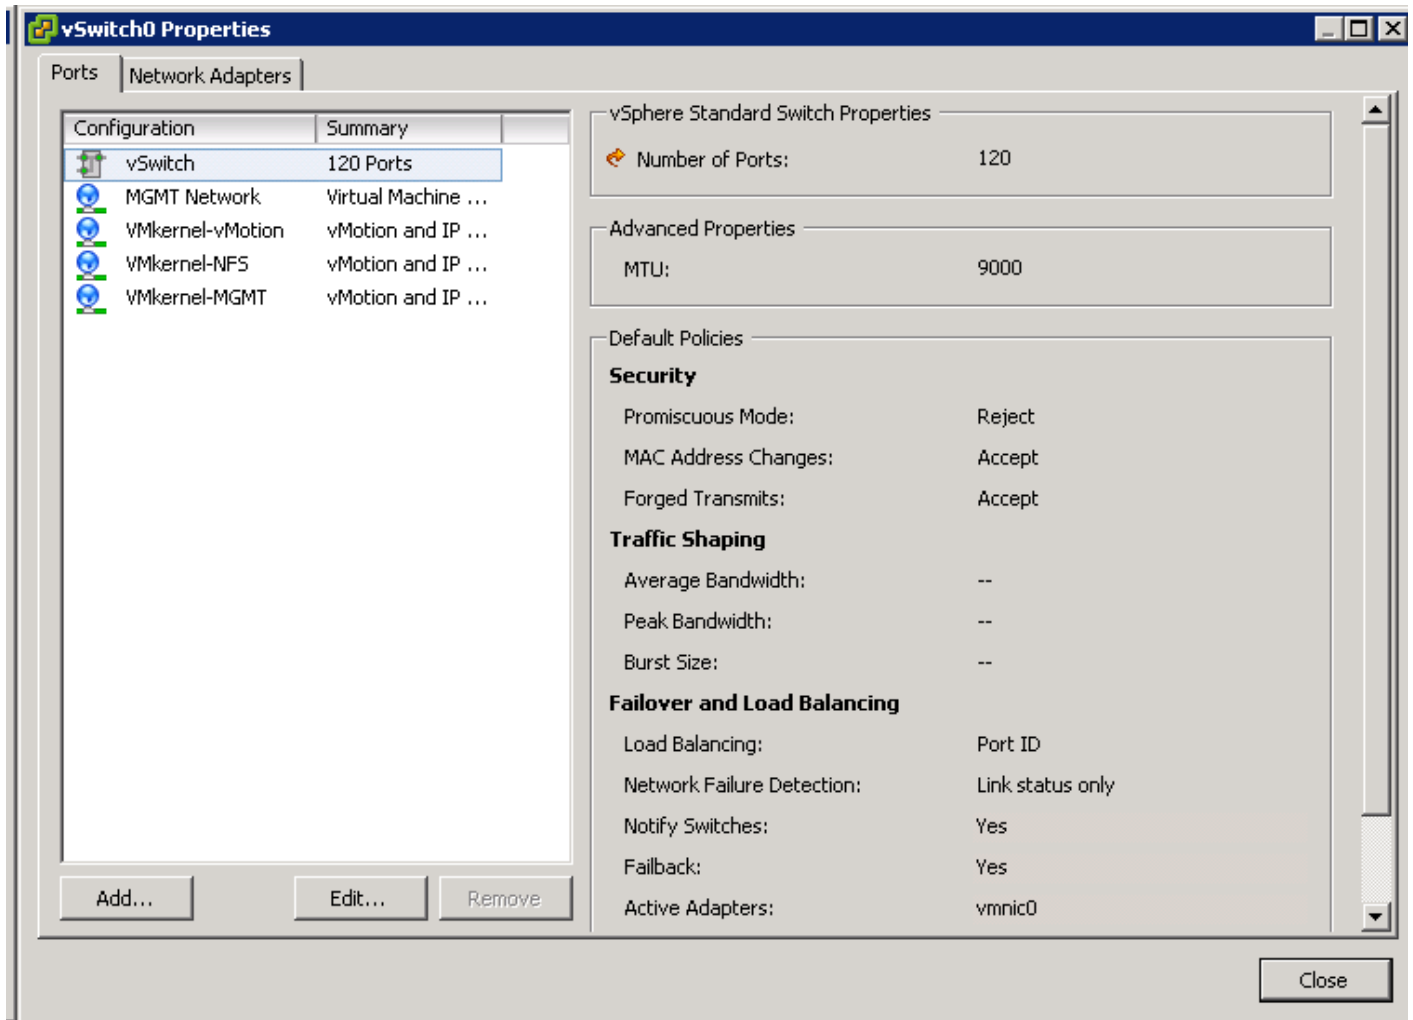 vSwitch0 Properties
Ports
Network Adapters
Configuration Summary
vSwitch 120 Ports
MGMT Network Virtual Machine ...
VMkernel-vMotion vMotion and IP ...
VMkernel-NFS vMotion and IP ...
VMkernel-MGMT vMotion and IP ...
Add...
Edit...
Remove
vSphere Standard Switch Properties
Number of Ports: 120
Advanced Properties
MTU: 9000
Default Policies
Security
Promiscuous Mode: Reject
MAC Address Changes: Accept
Forged Transmits: Accept
Traffic Shaping
Average Bandwidth: --
Peak Bandwidth: --
Burst Size: --
Failover and Load Balancing
Load Balancing: Port ID
Network Failure Detection: Link status only
Notify Switches: Yes
Failback: Yes
Active Adapters: vmnic0
Close